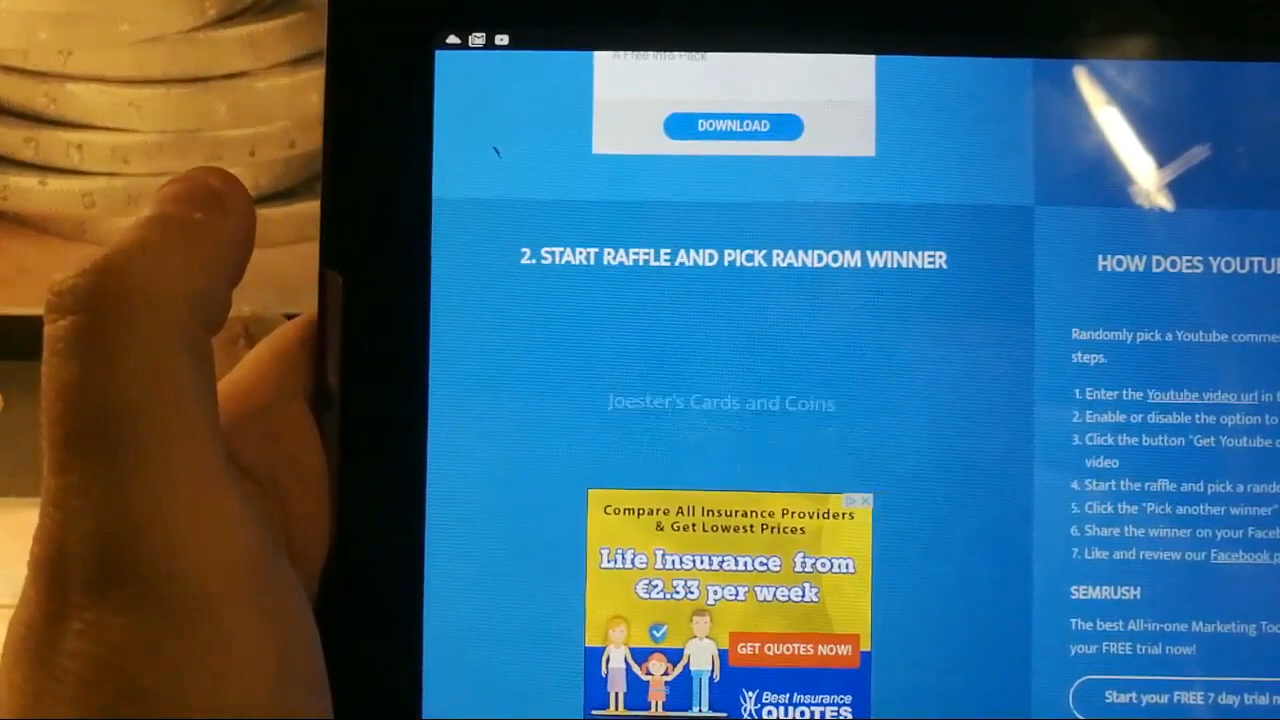 A Free Info Pack
DOWNLOAD
2. START RAFFLE AND PICK RANDOM WINNER
Joester's Cards and Coins
Compare All Insurance Providers
& Get Lowest Prices
Life Insurance from
€2.33 per week
GET QUOTES NOW!
Best Insurance
QUOTES
HOW DOES YOUTU
Randomly pick a Youtube comme
steps.
1. Enter the Youtube video url in
2. Enable or disable the option to
3. Click the button "Get Youtube
video
4. Start the raffle and pick a rand
5. Click the "Pick another winner"
6. Share the winner on your Face
7. Like and review our Facebook
SEMRUSH
The best All-in-one Marketing Too
your FREE trial now!
Start your FREE 7 day trial